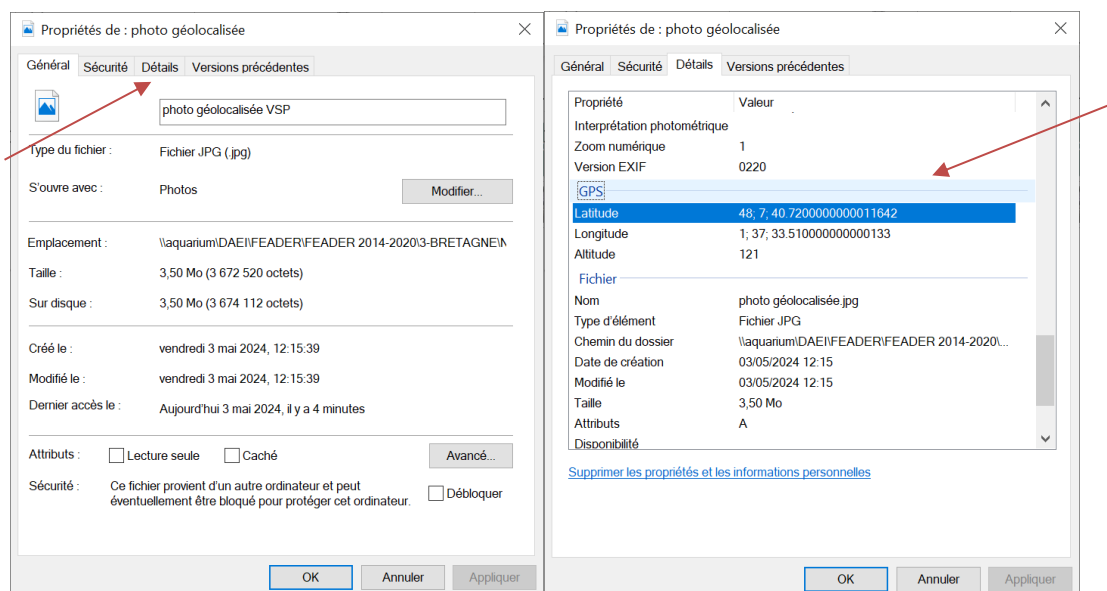 Propriétés de : photo géolocalisée
Général Sécurité Détails Versions précédentes
photo géolocalisée VSP
Type du fichier : Fichier JPG (.jpg)
S'ouvre avec : Photos Modifier...
Emplacement : \\aquarium\DAEI\FEADER\FEADER 2014-2020\3-BRETAGNE\N
Taille : 3,50 Mo (3 672 520 octets)
Sur disque : 3,50 Mo (3 674 112 octets)
Créé le : vendredi 3 mai 2024, 12:15:39
Modifié le : vendredi 3 mai 2024, 12:15:39
Dernier accès le : Aujourd'hui 3 mai 2024, il y a 4 minutes
Attributs : Lecture seule Caché Avancé...
Sécurité : Ce fichier provient d'un autre ordinateur et peut
éventuellement être bloqué pour protéger cet ordinateur. Débloquer
OK Annuler Appliquer
Propriétés de : photo géolocalisée
Général Sécurité Détails Versions précédentes
Propriété Valeur
Interprétation photométrique
Zoom numérique 1
Version EXIF 0220
GPS
Latitude 48; 7; 40.7200000000011642
Longitude 1; 37; 33.510000000000133
Altitude 121
Fichier
Nom photo géolocalisée.jpg
Type d'élément Fichier JPG
Chemin du dossier \\aquarium\DAEI\FEADER\FEADER 2014-2020\...
Date de création 03/05/2024 12:15
Modifié le 03/05/2024 12:15
Taille 3,50 Mo
Attributs A
Disponibilité
Supprimer les propriétés et les informations personnelles
OK Annuler Appliquer